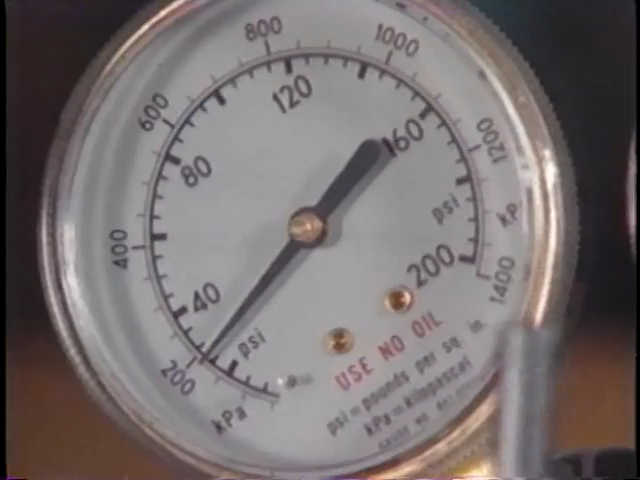 800
1000
600
120
160
1200
80
psi
kPa
400
200
1400
40
psi
200
kPa
USE NO OIL
psi=pounds per sq. in.
kPa=kilopascal